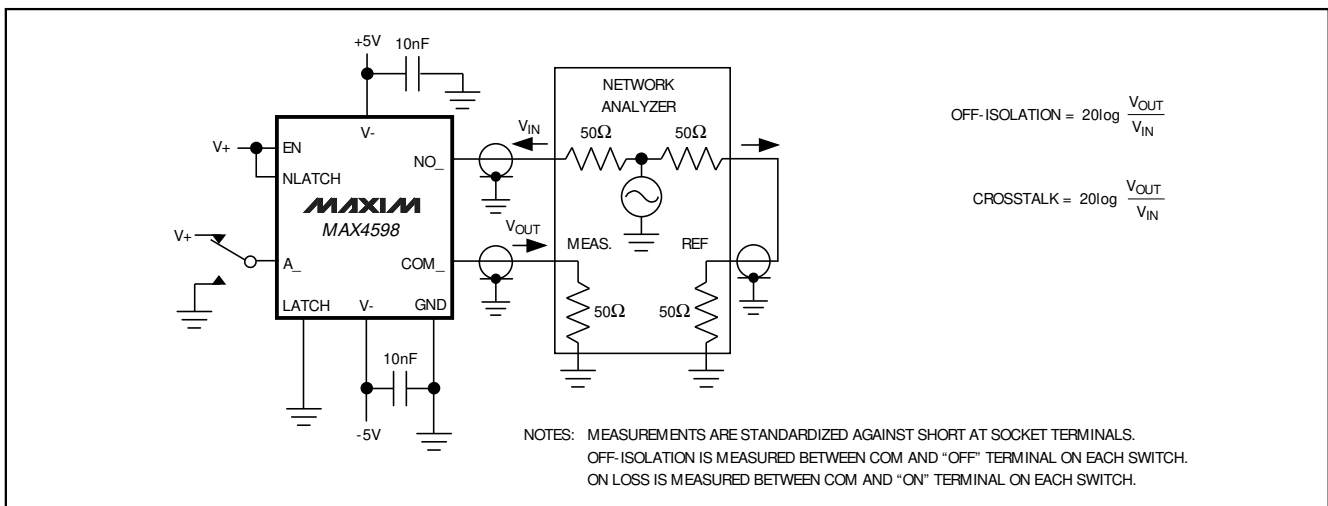 +5V
10nF
V-
V+
EN
NLATCH
NO_
MAXIM
MAX4598
V+
A_
COM_
LATCH
V-
GND
10nF
-5V
VIN
VOUT
NETWORK
ANALYZER
50Ω
50Ω
MEAS.
REF
50Ω
50Ω
OFF-ISOLATION = 20log VOUT
VIN
CROSSTALK = 20log VOUT
VIN
NOTES: MEASUREMENTS ARE STANDARDIZED AGAINST SHORT AT SOCKET TERMINALS.
OFF-ISOLATION IS MEASURED BETWEEN COM AND “OFF” TERMINAL ON EACH SWITCH.
ON LOSS IS MEASURED BETWEEN COM AND “ON” TERMINAL ON EACH SWITCH.